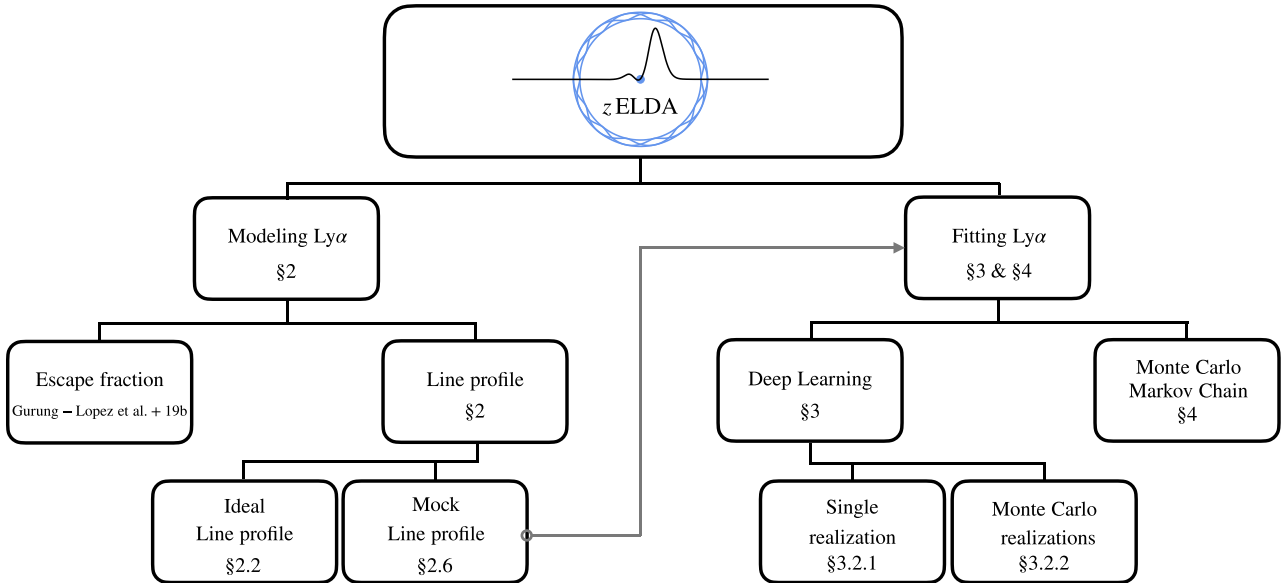 zELDA
Modeling Lyα
§2
Fitting Lyα
§3 & §4
Escape fraction
Gurung – Lopez et al. + 19b
Line profile
§2
Deep Learning
§3
Monte Carlo
Markov Chain
§4
Ideal
Line profile
§2.2
Mock
Line profile
§2.6
Single
realization
§3.2.1
Monte Carlo
realizations
§3.2.2